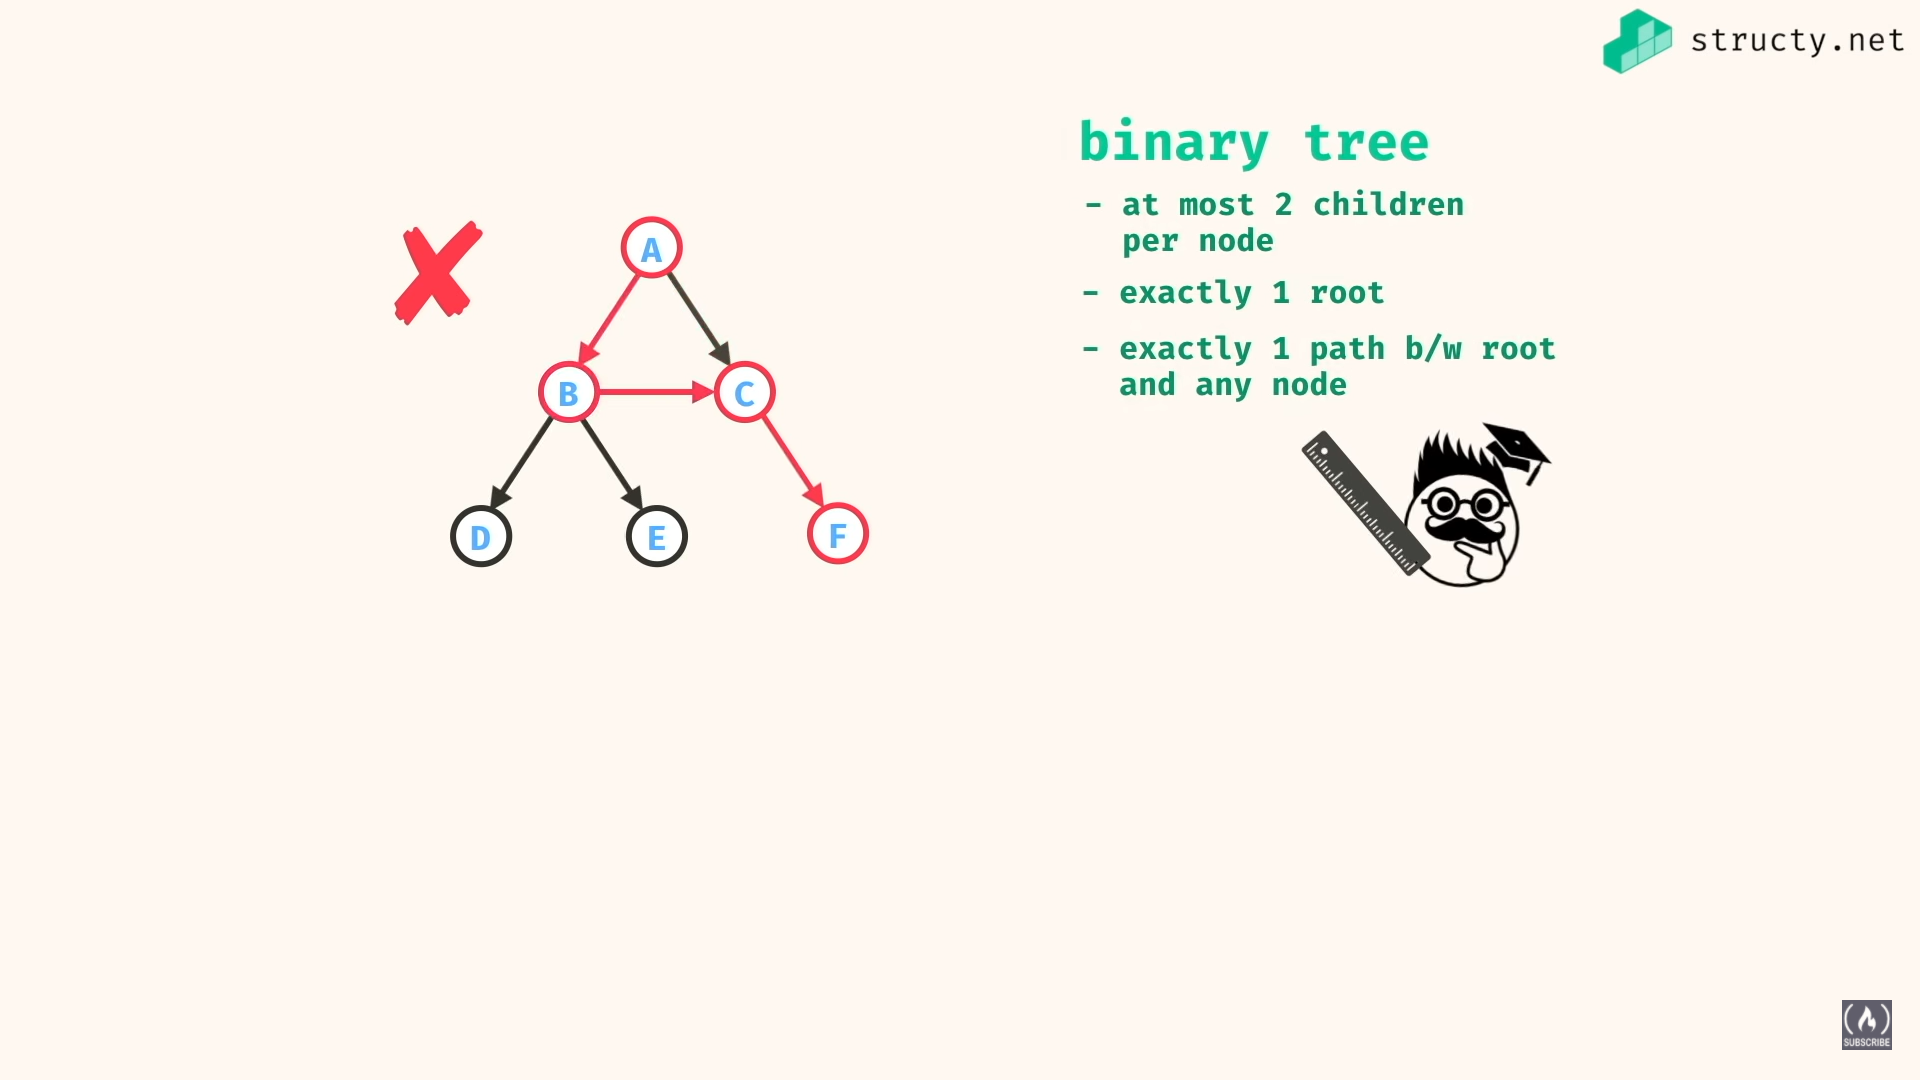 structy.net
binary tree
- at most 2 children
per node
- exactly 1 root
- exactly 1 path b/w root
and any node
A
B
C
D
E
F
SUBSCRIBE